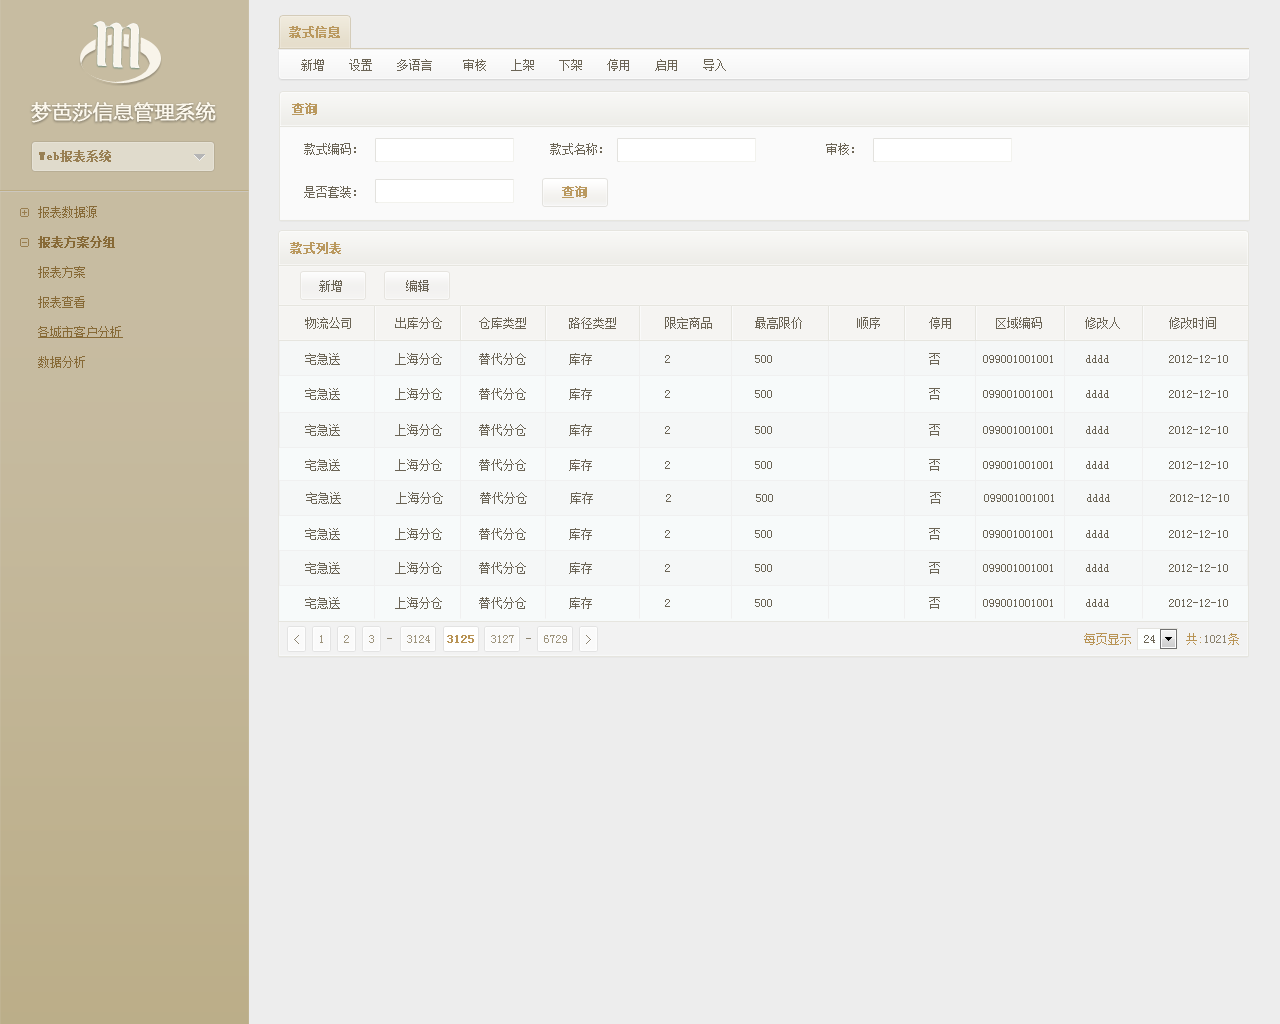 梦芭莎信息管理系统
Web报表系统
报表数据源
报表方案分组
报表方案
报表查看
各城市客户分析
数据分析
款式信息
新增 设置 多语言 审核 上架 下架 停用 启用 导入
查询
款式编码: 款式名称: 审核:
是否套装: 查询
款式列表
新增 编辑
物流公司 出库分仓 仓库类型 路径类型 限定商品 最高限价 顺序 停用 区域编码 修改人 修改时间
宅急送 上海分仓 替代分仓 库存 2 500 否 099001001001 dddd 2012-12-10
宅急送 上海分仓 替代分仓 库存 2 500 否 099001001001 dddd 2012-12-10
宅急送 上海分仓 替代分仓 库存 2 500 否 099001001001 dddd 2012-12-10
宅急送 上海分仓 替代分仓 库存 2 500 否 099001001001 dddd 2012-12-10
宅急送 上海分仓 替代分仓 库存 2 500 否 099001001001 dddd 2012-12-10
宅急送 上海分仓 替代分仓 库存 2 500 否 099001001001 dddd 2012-12-10
宅急送 上海分仓 替代分仓 库存 2 500 否 099001001001 dddd 2012-12-10
宅急送 上海分仓 替代分仓 库存 2 500 否 099001001001 dddd 2012-12-10
< 1 2 3 - 3124 3125 3127 - 6729 > 每页显示 24 共:1021条